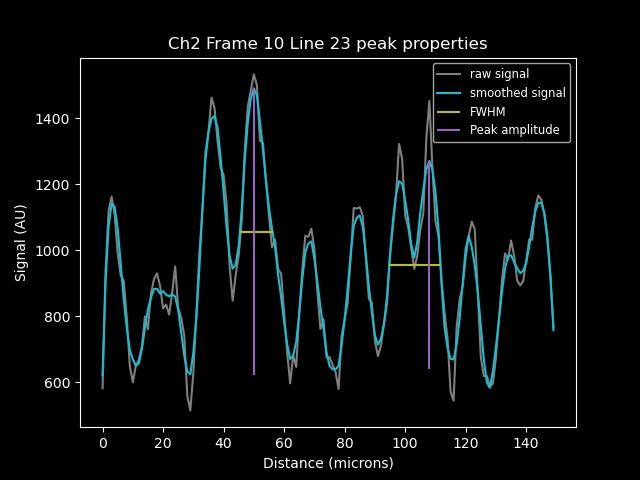 Ch2 Frame 10 Line 23 peak properties
raw signal
smoothed signal
FWHM
Peak amplitude
Signal (AU)
1400
1200
1000
800
600
0 20 40 60 80 100 120 140
Distance (microns)